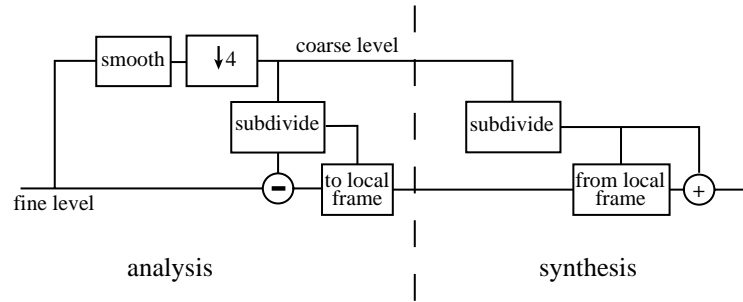 smooth
↓4
coarse level
subdivide
subdivide
to local
frame
from local
frame
+
fine level
analysis
synthesis